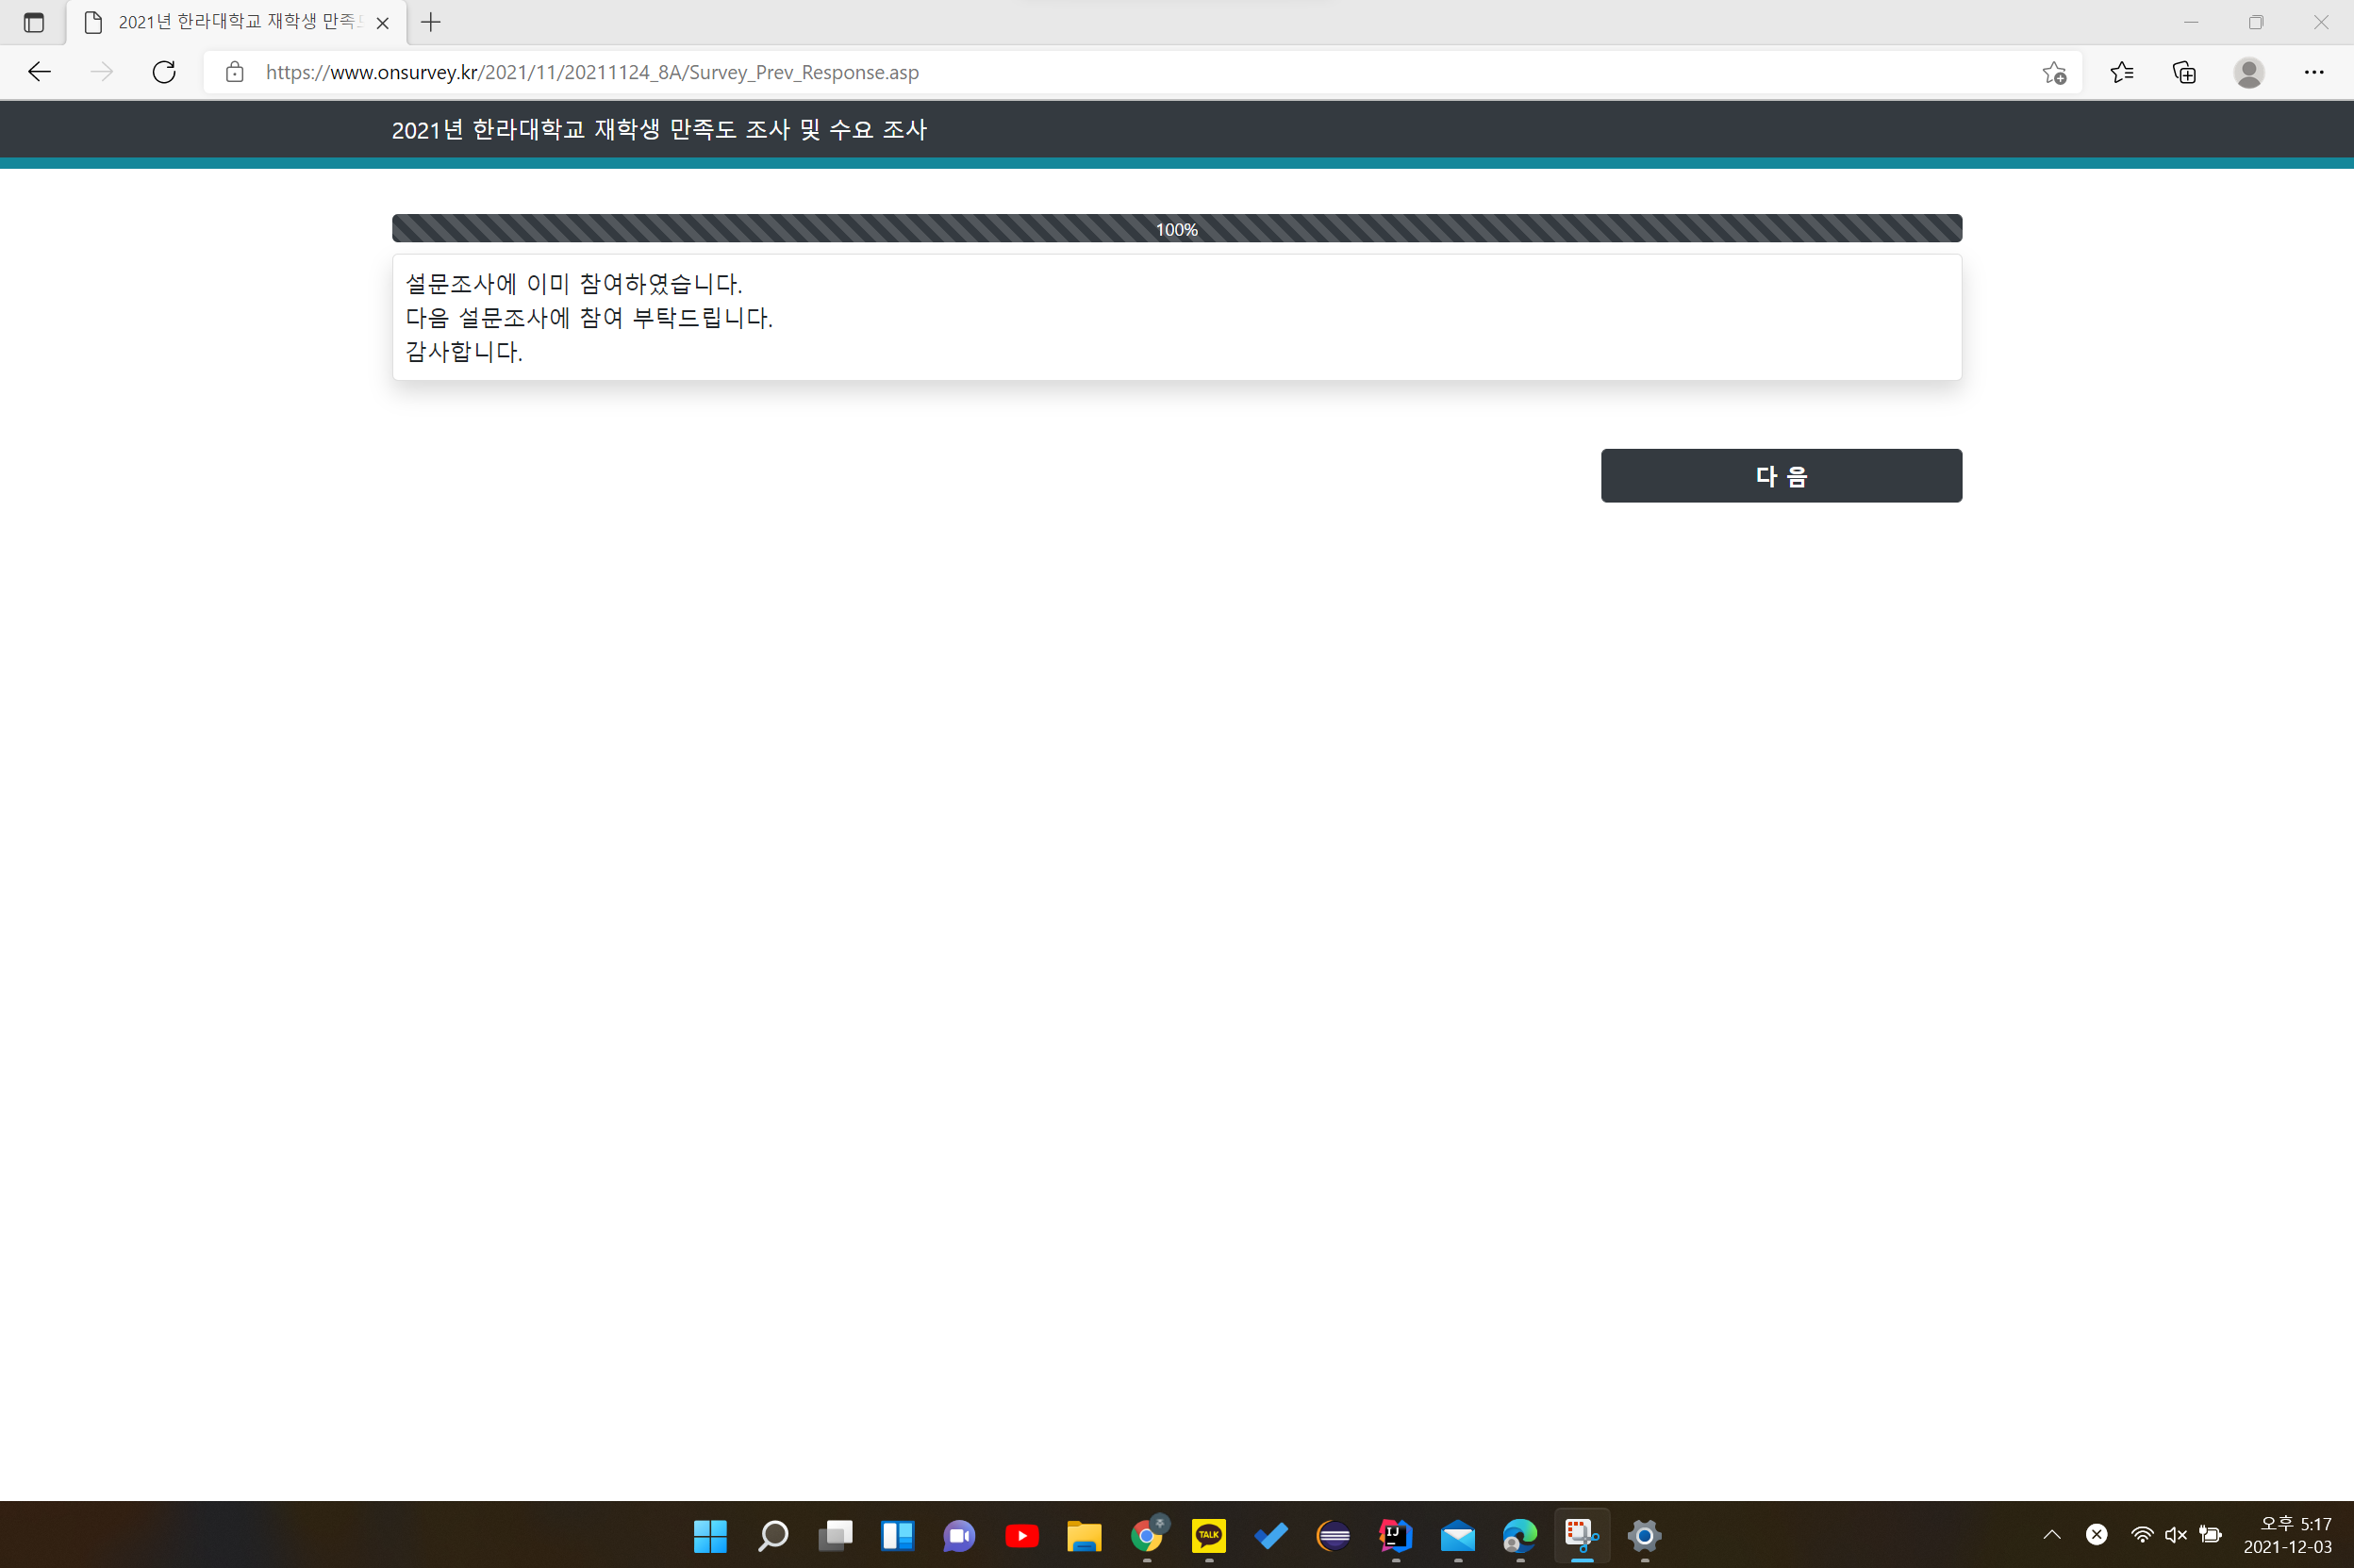 2021년 한라대학교 재학생 만족
https://www.onsurvey.kr/2021/11/20211124_8A/Survey_Prev_Response.asp
2021년 한라대학교 재학생 만족도 조사 및 수요 조사
100%
설문조사에 이미 참여하였습니다.
다음 설문조사에 참여 부탁드립니다.
감사합니다.
다 음
TALK
IJ
오후 5:17
2021-12-03